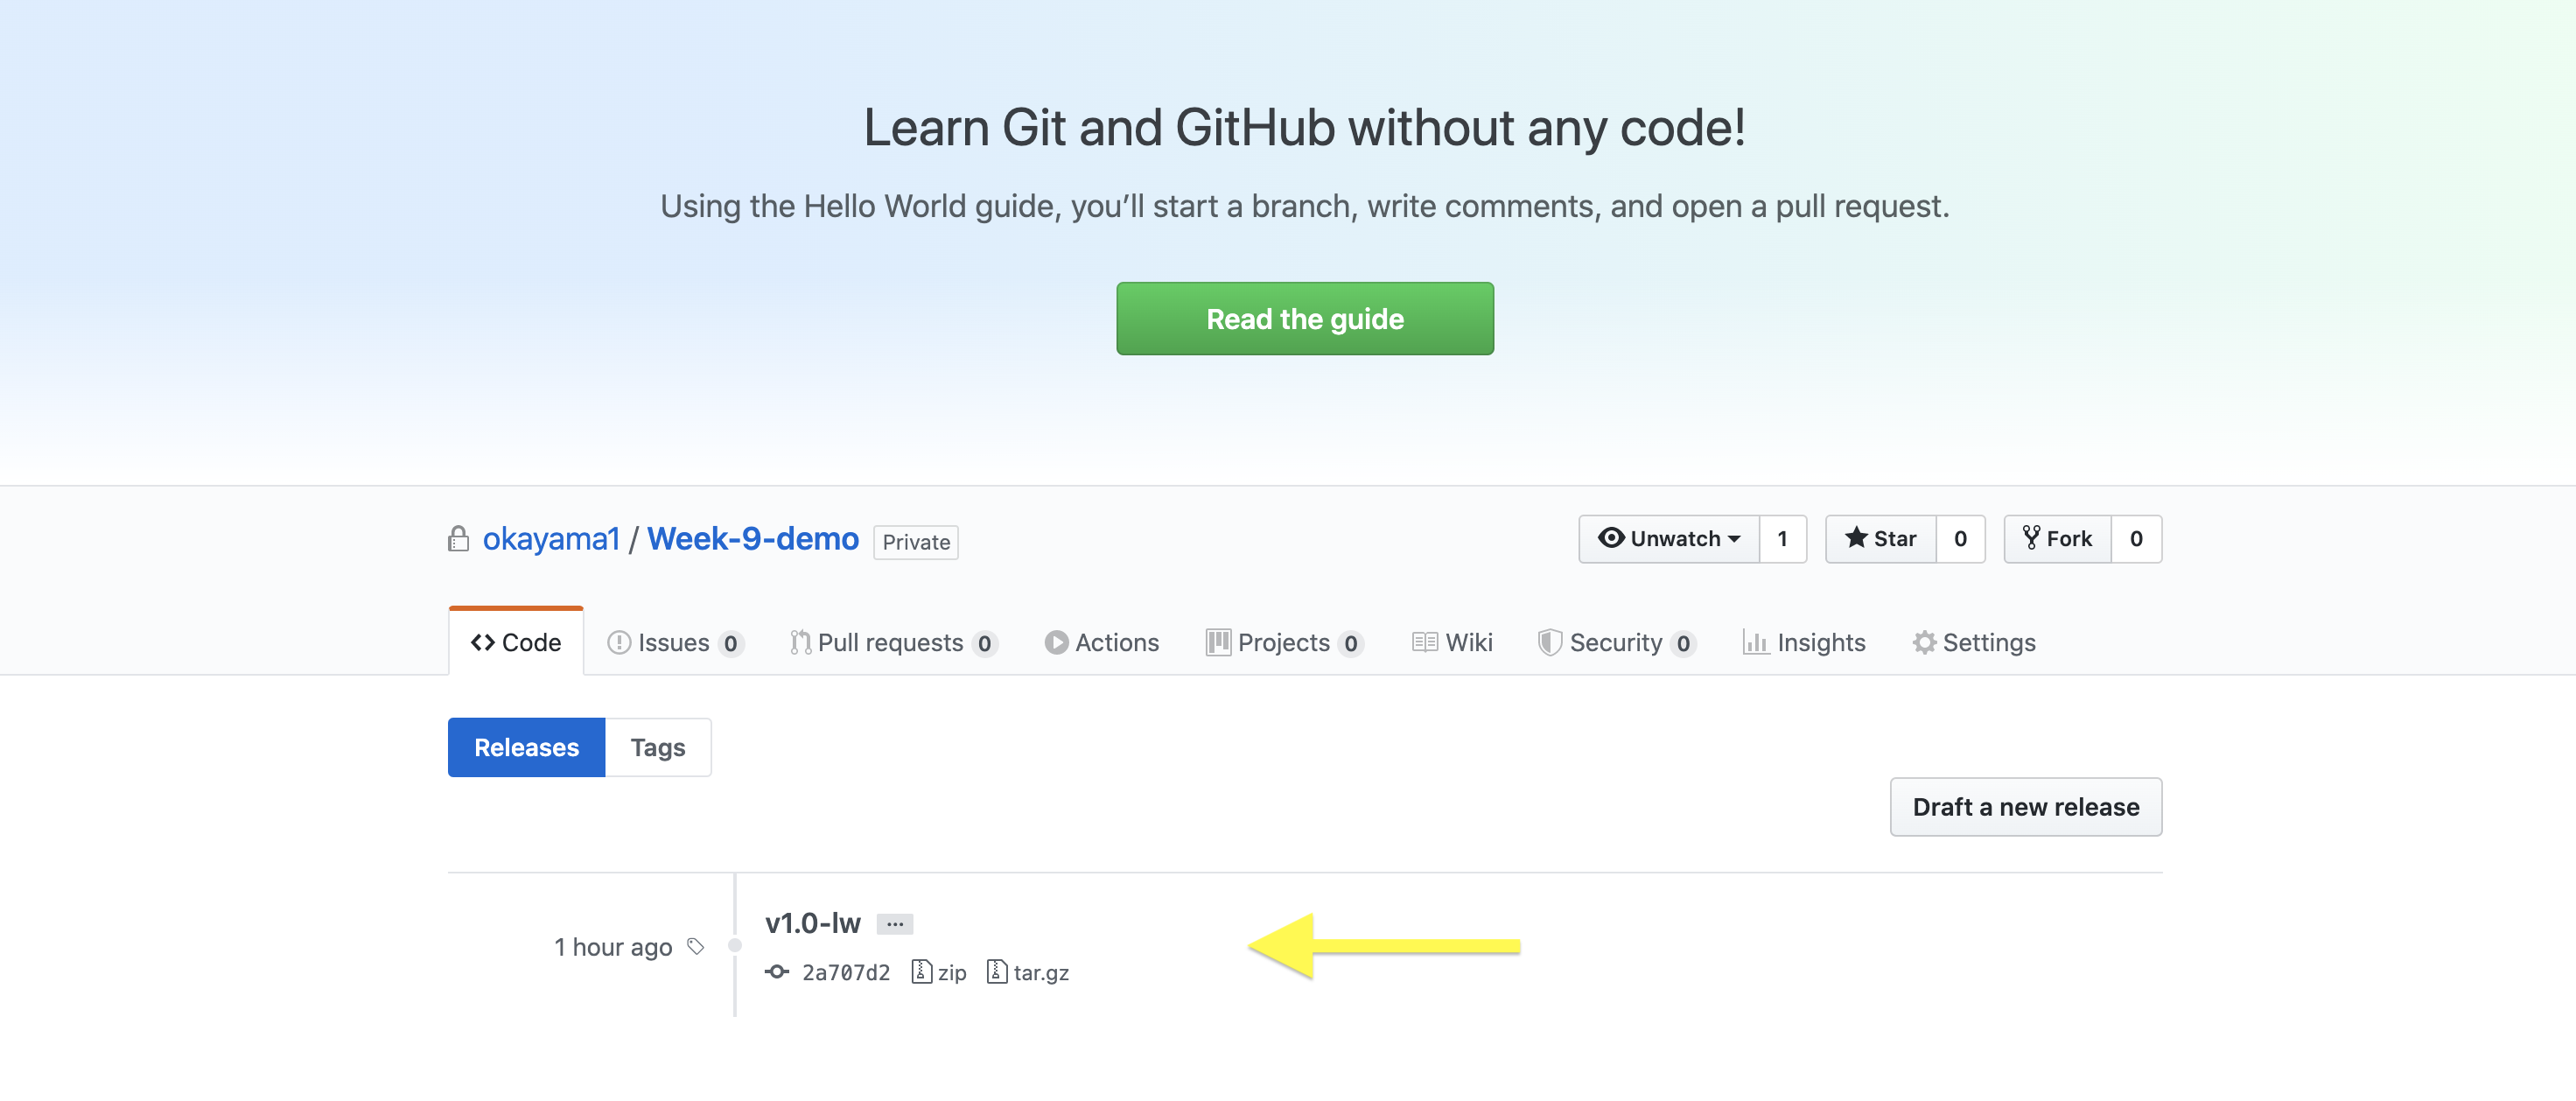 Learn Git and GitHub without any code!
Using the Hello World guide, you’ll start a branch, write comments, and open a pull request.
Read the guide
okayama1 / Week-9-demo Private Unwatch 1 Star 0 Fork 0
Code Issues 0 Pull requests 0 Actions Projects 0 Wiki Security 0 Insights Settings
Releases Tags
Draft a new release
v1.0-lw ...
1 hour ago
2a707d2 zip tar.gz